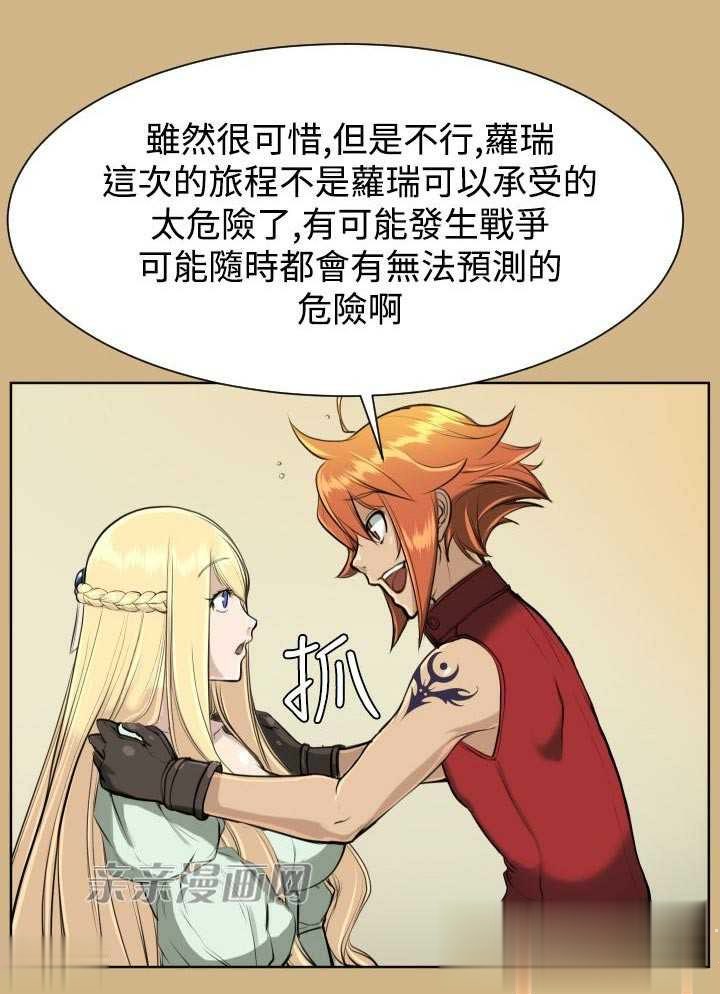 雖然很可惜,但是不行,蘿瑞
這次的旅程不是蘿瑞可以承受的
太危險了,有可能發生戰爭
可能隨時都會有無法預測的
危險啊
抓
亲亲漫画网